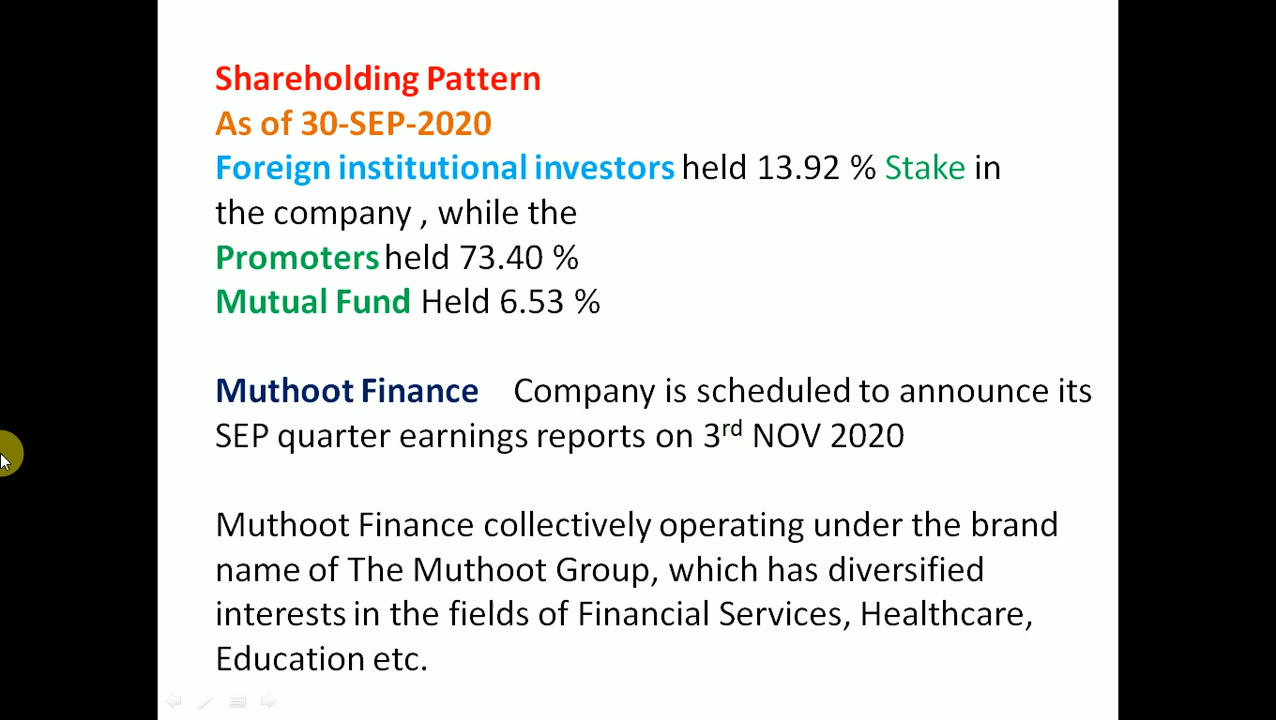 Shareholding Pattern
As of 30-SEP-2020
Foreign institutional investors held 13.92 % Stake in
the company , while the
Promoters held 73.40 %
Mutual Fund Held 6.53 %
Muthoot Finance Company is scheduled to announce its
SEP quarter earnings reports on 3rd NOV 2020
Muthoot Finance collectively operating under the brand
name of The Muthoot Group, which has diversified
interests in the fields of Financial Services, Healthcare,
Education etc.